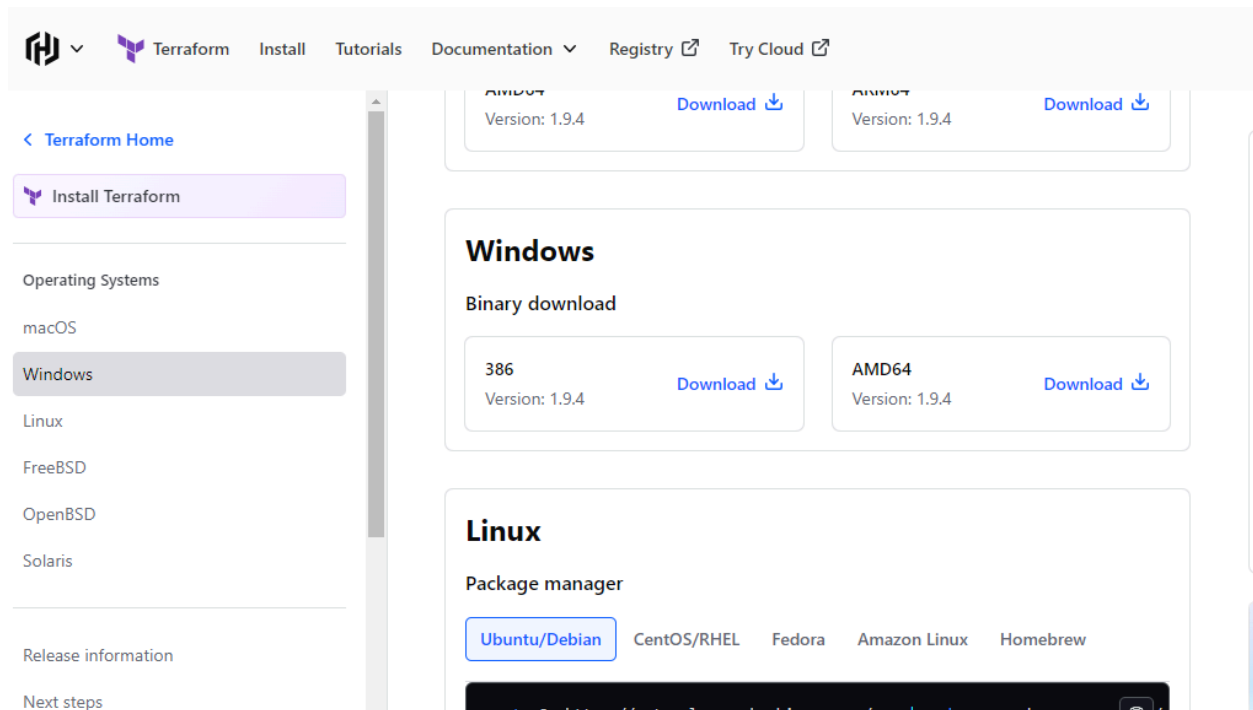 Terraform Install Tutorials Documentation Registry Try Cloud
Terraform Home
Install Terraform
Operating Systems
macOS
Windows
Linux
FreeBSD
OpenBSD
Solaris
Release information
Next steps
AMD64 Download ARM64 Download
Version: 1.9.4 Version: 1.9.4
Windows
Binary download
386 Download AMD64 Download
Version: 1.9.4 Version: 1.9.4
Linux
Package manager
Ubuntu/Debian CentOS/RHEL Fedora Amazon Linux Homebrew